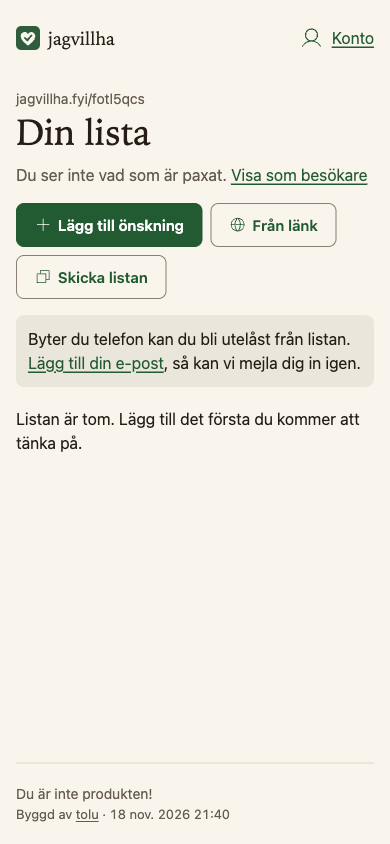 jagvillha
Konto
jagvillha.fyi/fotl5qcs
Din lista
Du ser inte vad som är paxat. Visa som besökare
Lägg till önskning
Från länk
Skicka listan
Byter du telefon kan du bli utelåst från listan.
Lägg till din e-post, så kan vi mejla dig in igen.
Listan är tom. Lägg till det första du kommer att
tänka på.
Du är inte produkten!
Byggd av tolu · 18 nov. 2026 21:40